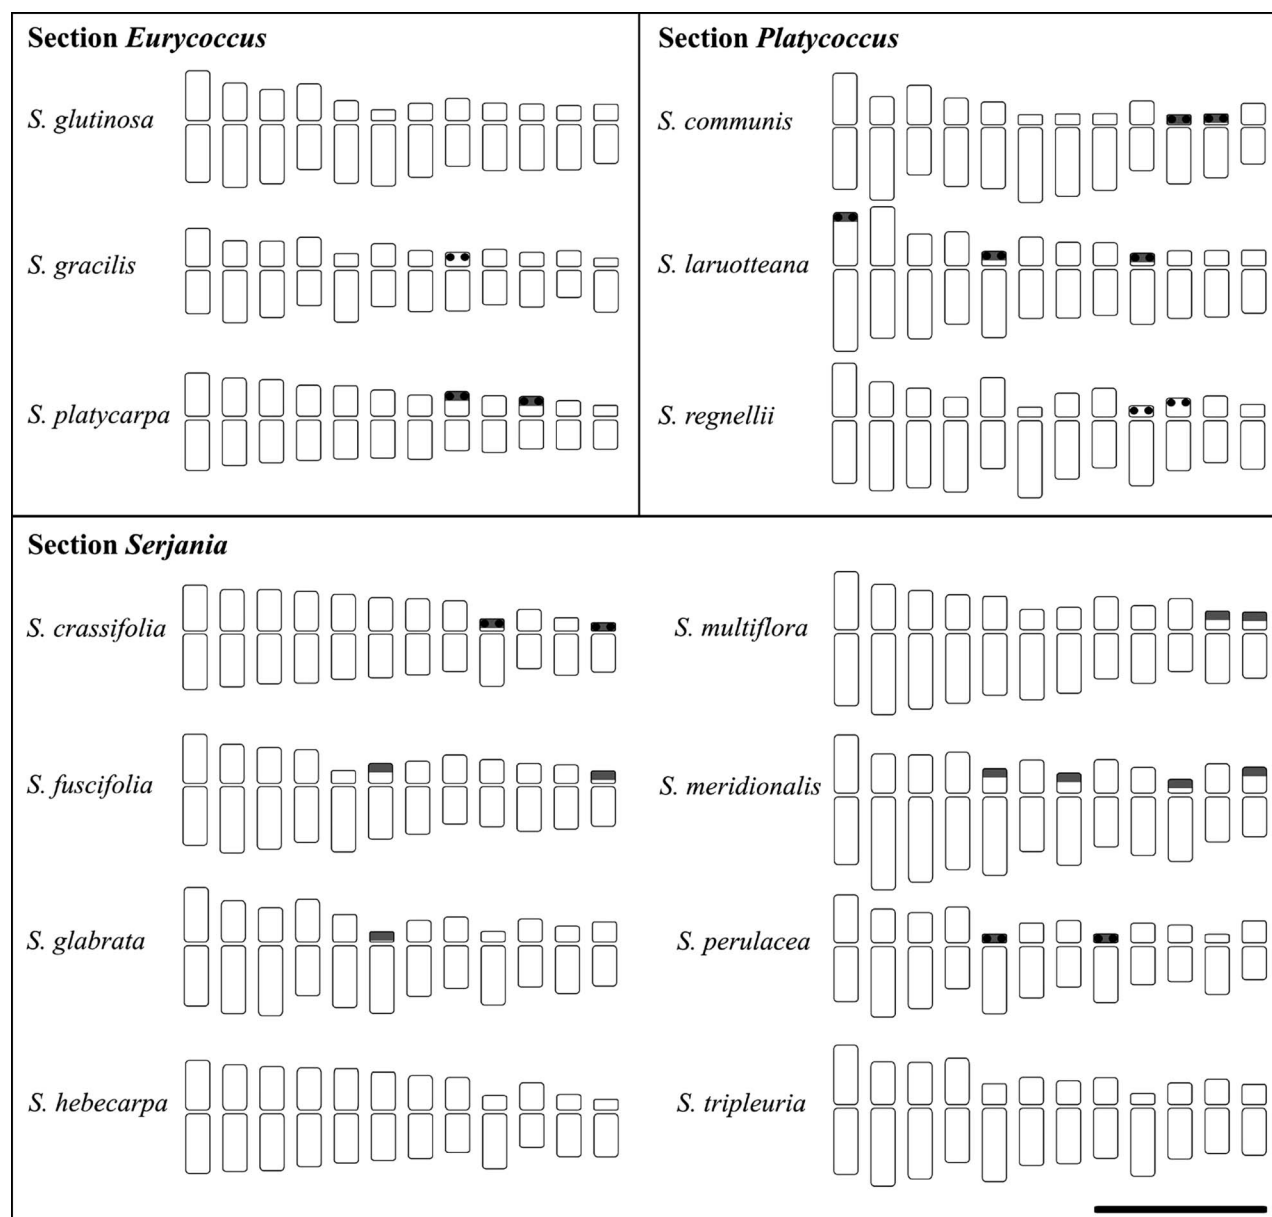 Section Eurycoccus
S. glutinosa
S. gracilis
S. platycarpa
Section Platycoccus
S. communis
S. laruotteana
S. regnellii
Section Serjania
S. crassifolia
S. fuscifolia
S. glabrata
S. hebecarpa
S. multiflora
S. meridionalis
S. perulacea
S. tripleuria